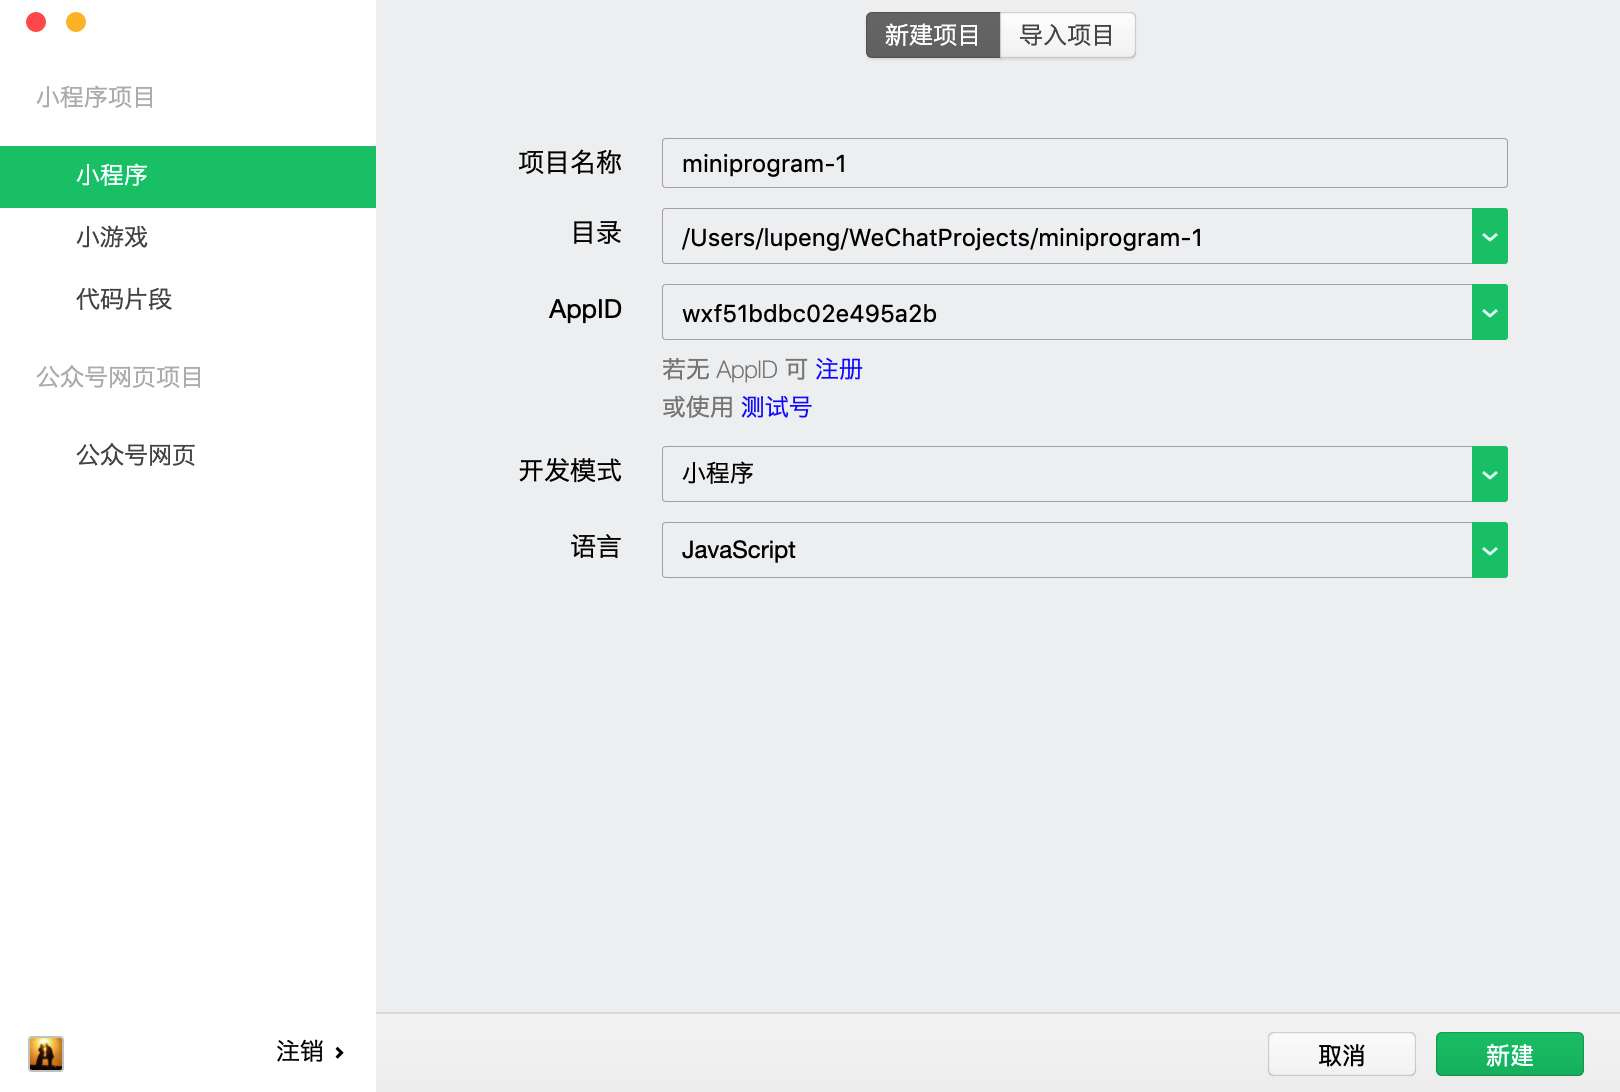 新建项目 导入项目
小程序项目
小程序
小游戏
代码片段
公众号网页项目
公众号网页
注销
项目名称 miniprogram-1
目录 /Users/lupeng/WeChatProjects/miniprogram-1
AppID wxf51bdbc02e495a2b
若无 AppID 可 注册
或使用 测试号
开发模式 小程序
语言 JavaScript
取消 新建